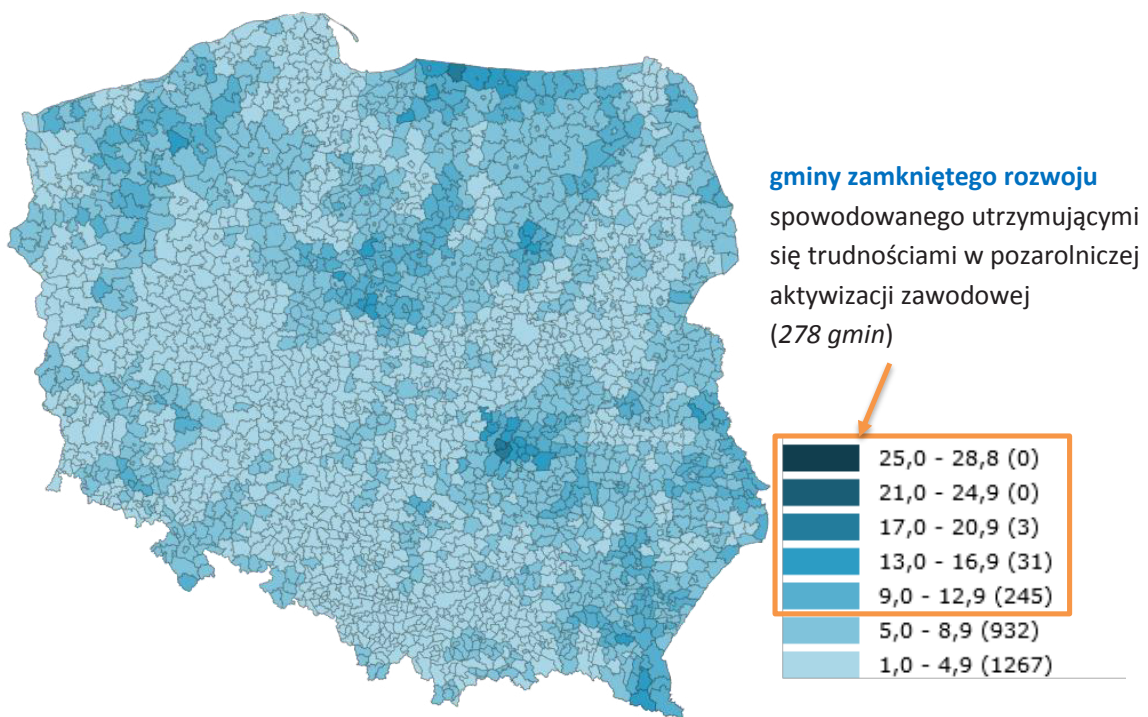 gminy zamkniętego rozwoju
spowodowanego utrzymującymi
się trudnościami w pozarolniczej
aktywizacji zawodowej
(278 gmin)
25,0 - 28,8 (0)
21,0 - 24,9 (0)
17,0 - 20,9 (3)
13,0 - 16,9 (31)
9,0 - 12,9 (245)
5,0 - 8,9 (932)
1,0 - 4,9 (1267)